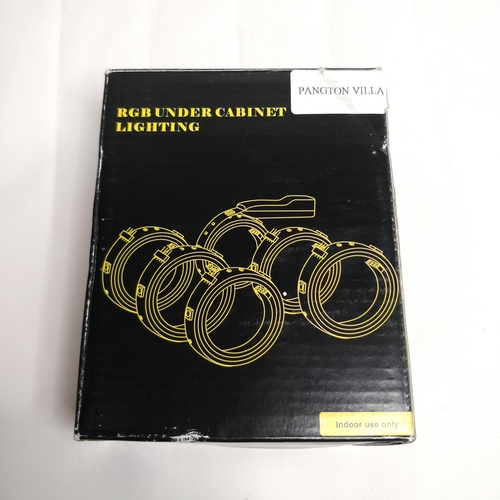 PANGTON VILLA
RGB UNDER CABINET
LIGHTING
Indoor use only